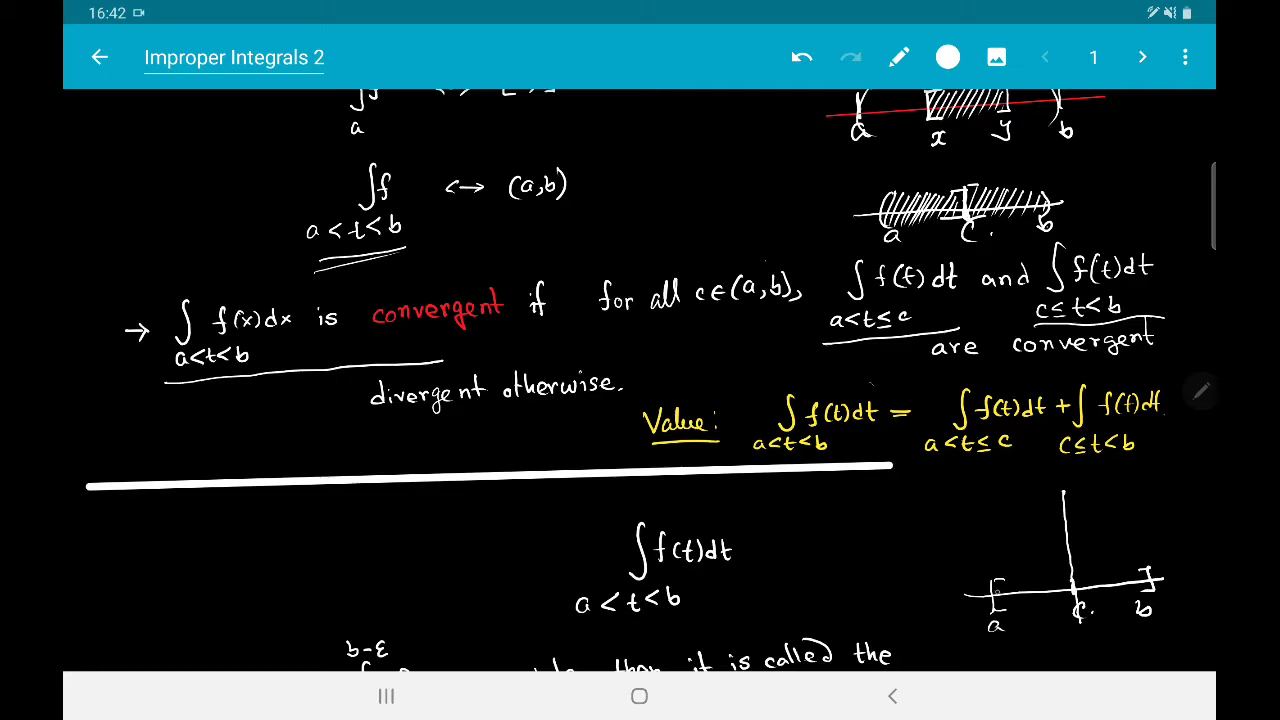 16:42
Improper Integrals 2
1
a
a x y b
∫f ↔ (a,b)
a < t < b
a c b
→ ∫ f(x)dx is convergent if for all c ∈ (a,b), ∫ f(t)dt and ∫ f(t)dt
a<t<b a<t≤c c≤t<b
are convergent
divergent otherwise.
Value: ∫ f(t)dt = ∫ f(t)dt + ∫ f(t)dt
a<t<b a<t≤c c≤t<b
∫ f(t)dt
a < t < b
a c b
b-ε
then it is called the